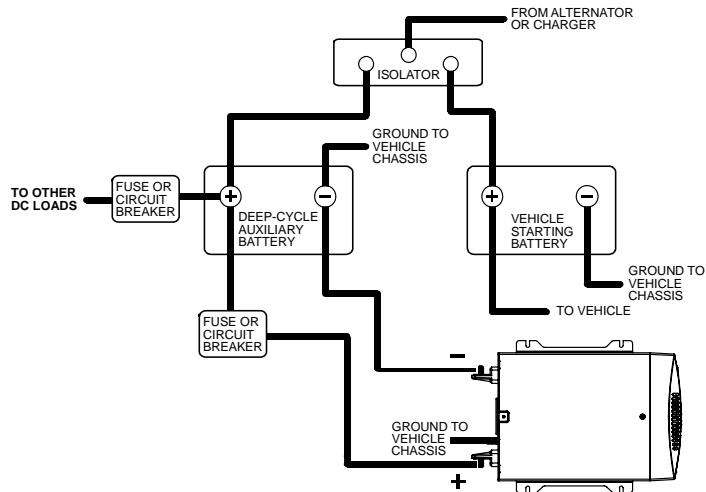 FROM ALTERNATOR
OR CHARGER
ISOLATOR
GROUND TO
VEHICLE
CHASSIS
TO OTHER
DC LOADS
FUSE OR
CIRCUIT
BREAKER
+
−
DEEP-CYCLE
AUXILIARY
BATTERY
+
−
VEHICLE
STARTING
BATTERY
GROUND TO
VEHICLE
CHASSIS
TO VEHICLE
FUSE OR
CIRCUIT
BREAKER
−
GROUND TO
VEHICLE
CHASSIS
+